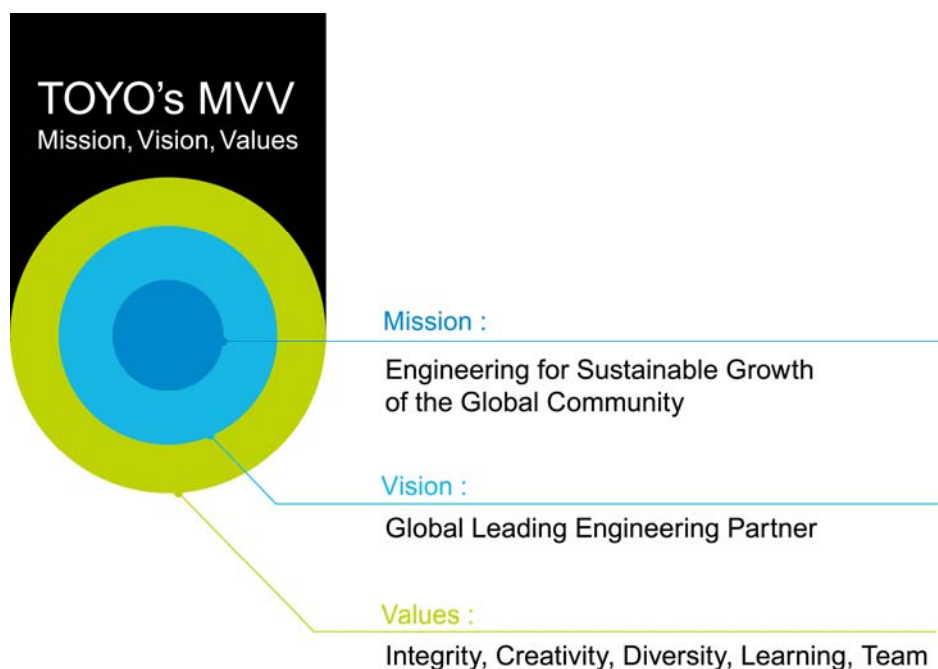 TOYO’s MVV
Mission, Vision, Values
Mission :
Engineering for Sustainable Growth
of the Global Community
Vision :
Global Leading Engineering Partner
Values :
Integrity, Creativity, Diversity, Learning, Team